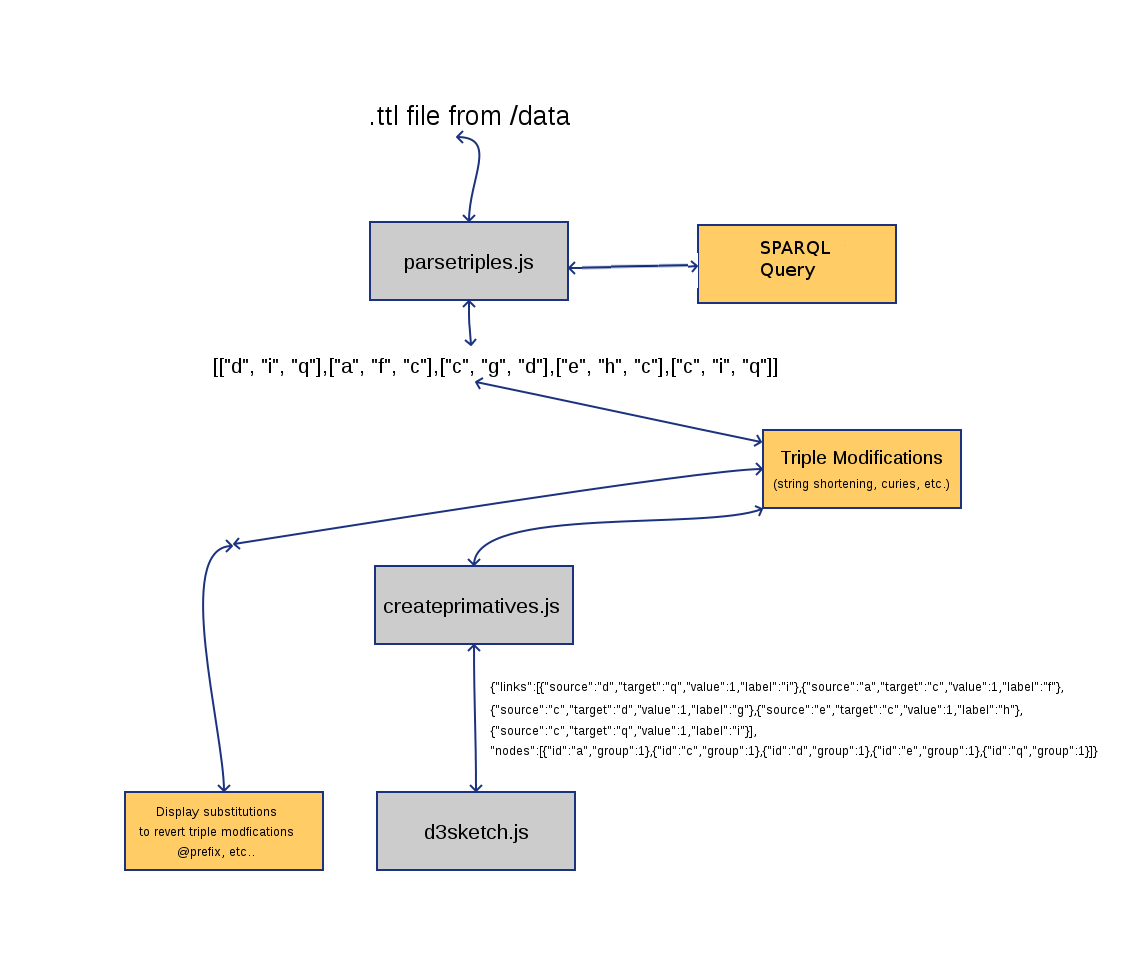 .ttl file from /data
parsetriples.js
SPARQL
Query
[["d", "i", "q"],["a", "f", "c"],["c", "g", "d"],["e", "h", "c"],["c", "i", "q"]]
Triple Modifications
(string shortening, curies, etc.)
createprimatives.js
{"links":[{"source":"d","target":"q","value":1,"label":"i"},{"source":"a","target":"c","value":1,"label":"f"},
{"source":"c","target":"d","value":1,"label":"g"},{"source":"e","target":"c","value":1,"label":"h"},
{"source":"c","target":"q","value":1,"label":"i"}],
"nodes":[{"id":"a","group":1},{"id":"c","group":1},{"id":"d","group":1},{"id":"e","group":1},{"id":"q","group":1}]}
Display substitutions
to revert triple modfications
@prefix, etc..
d3sketch.js